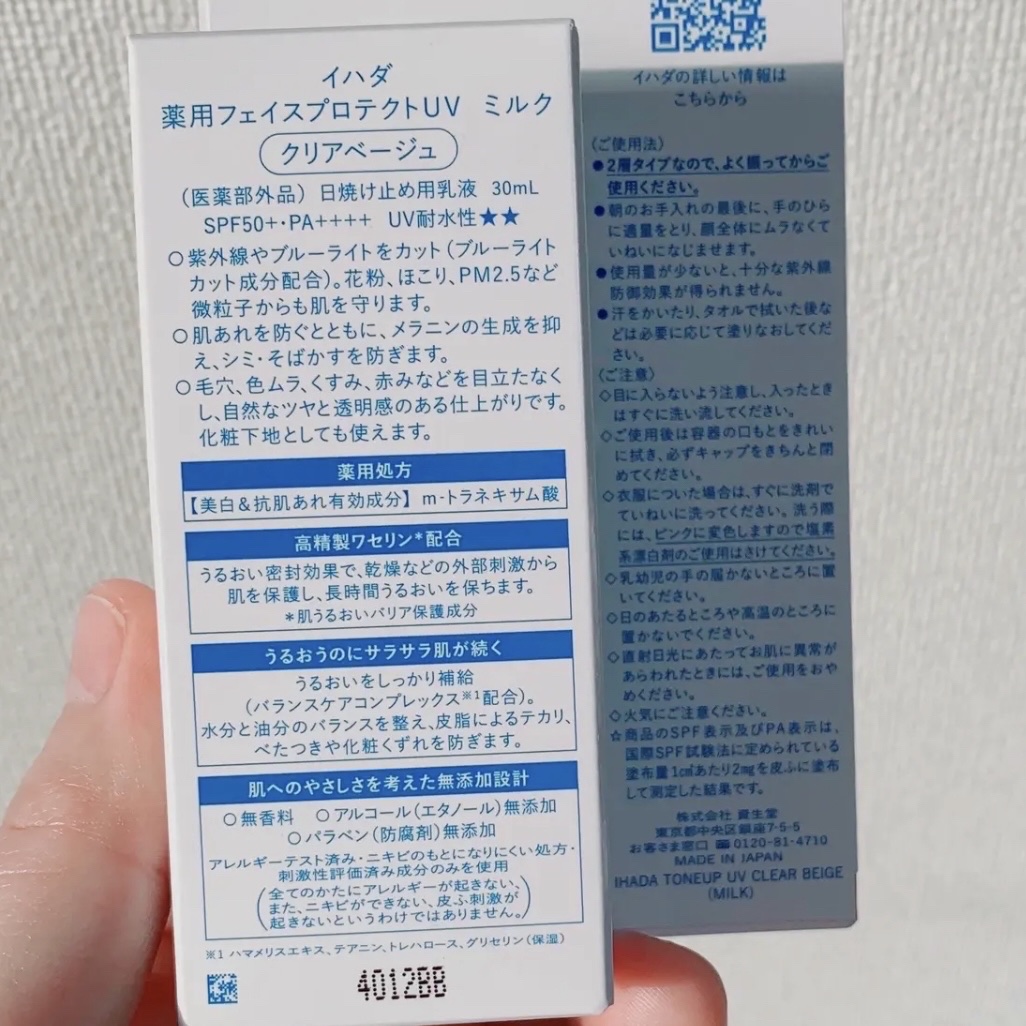 イハダ
薬用フェイスプロテクトUV ミルク
クリアベージュ
(医薬部外品) 日焼け止め用乳液 30mL
SPF50+・PA++++ UV耐水性★★
○紫外線やブルーライトをカット(ブルーライト
カット成分配合)。花粉、ほこり、PM2.5など
微粒子からも肌を守ります。
○肌あれを防ぐとともに、メラニンの生成を抑
え、シミ・そばかすを防ぎます。
○毛穴、色ムラ、くすみ、赤みなどを目立たなく
し、自然なツヤと透明感のある仕上がりです。
化粧下地としても使えます。
薬用処方
【美白&抗肌あれ有効成分】 m-トラネキサム酸
高精製ワセリン*配合
うるおい密封効果で、乾燥などの外部刺激から
肌を保護し、長時間うるおいを保ちます。
*肌うるおいバリア保護成分
うるおうのにサラサラ肌が続く
うるおいをしっかり補給
(バランスケアコンプレックス※1配合)。
水分と油分のバランスを整え、皮脂によるテカリ、
べたつきや化粧くずれを防ぎます。
肌へのやさしさを考えた無添加設計
○無香料 ○アルコール(エタノール)無添加
○パラベン(防腐剤)無添加
アレルギーテスト済み・ニキビのもとになりにくい処方・
刺激性評価済み成分のみを使用
(全てのかたにアレルギーが起きない、
また、ニキビができない、皮ふ刺激が
起きないというわけではありません。)
※1 ハマメリスエキス、テアニン、トレハロース、グリセリン(保湿)
4012BB
イハダの詳しい情報は
こちらから
(ご使用法)
●2層タイプなので、よく振ってからご
使用ください。
●朝のお手入れの最後に、手のひら
に適量をとり、顔全体にムラなくて
いねいになじませます。
●使用量が少ないと、十分な紫外線
防御効果が得られません。
●汗をかいたり、タオルで拭いた後な
どは必要に応じて塗りなおしてくだ
さい。
(ご注意)
◇目に入らないよう注意し、入ったとき
はすぐに洗い流してください。
◇ご使用後は容器の口もとをきれい
に拭き、必ずキャップをきちんと閉
めてください。
◇衣服についた場合は、すぐに洗剤で
ていねいに洗ってください。洗う際
には、ピンクに変色しますので塩素
系漂白剤のご使用はさけてください。
◇乳幼児の手の届かないところに置
いてください。
◇日のあたるところや高温のところに
置かないでください。
◇直射日光にあたってお肌に異常が
あらわれたときには、ご使用をおや
めください。
◇火気にご注意ください。
☆商品のSPF表示及びPA表示は、
国際SPF試験法に定められている
塗布量1c㎡あたり2mgを皮ふに塗布
して測定した結果です。
株式会社 資生堂
東京都中央区銀座7-5-5
お客さま窓口 ☎0120-81-4710
MADE IN JAPAN
IHADA TONEUP UV CLEAR BEIGE
(MILK)